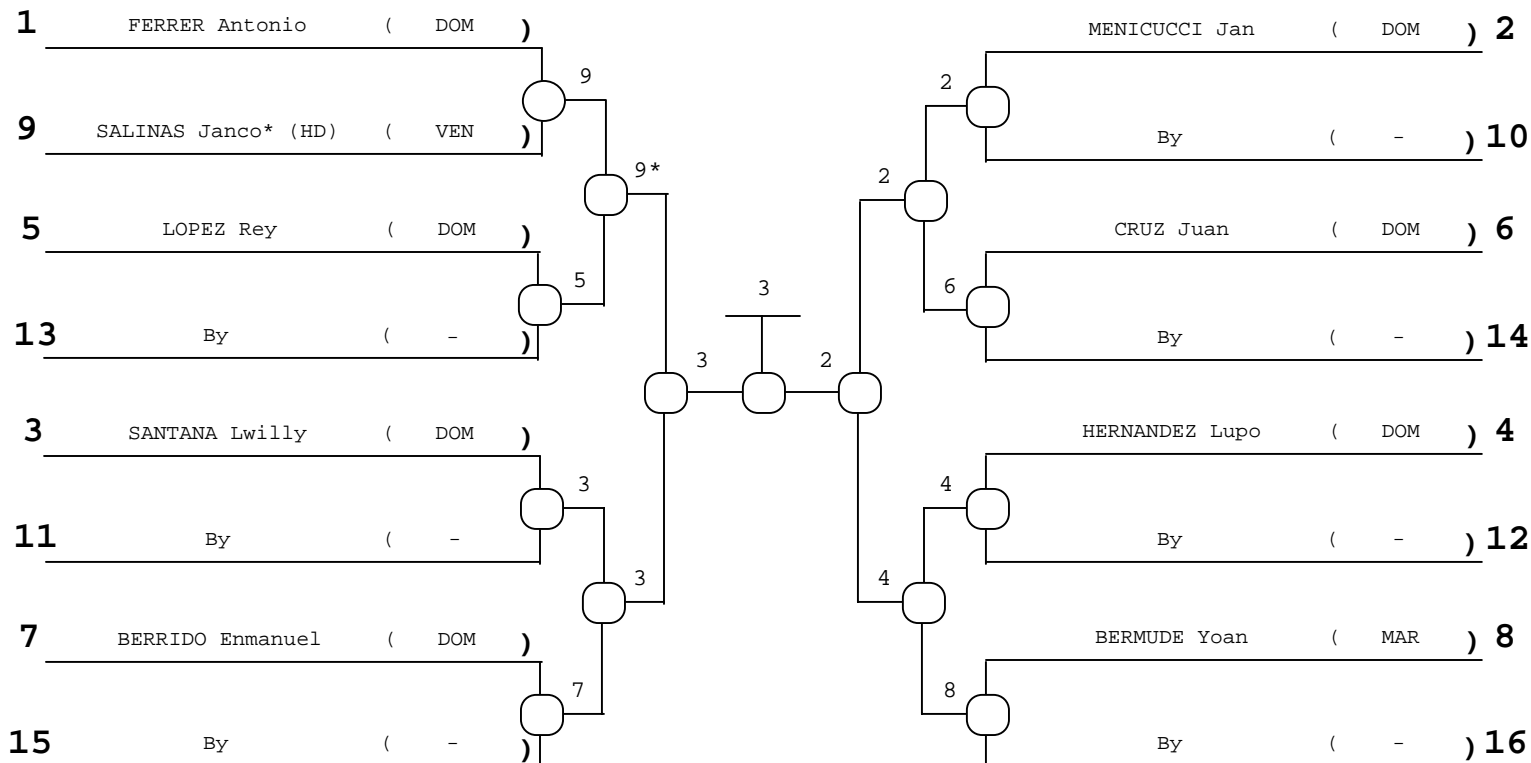 1 FERRER Antonio ( DOM )
MENICUCCI Jan ( DOM ) 2
9
2
9 SALINAS Janco* (HD) ( VEN )
By ( - ) 10
9*
2
5 LOPEZ Rey ( DOM )
CRUZ Juan ( DOM ) 6
5
6
3
13 By ( - )
By ( - ) 14
3
2
3 SANTANA Lwilly ( DOM )
HERNANDEZ Lupo ( DOM ) 4
3
4
11 By ( -
By ( - ) 12
3
4
7 BERRIDO Enmanuel ( DOM )
BERMUDE Yoan ( MAR ) 8
7
8
15 By ( - )
By ( - ) 16